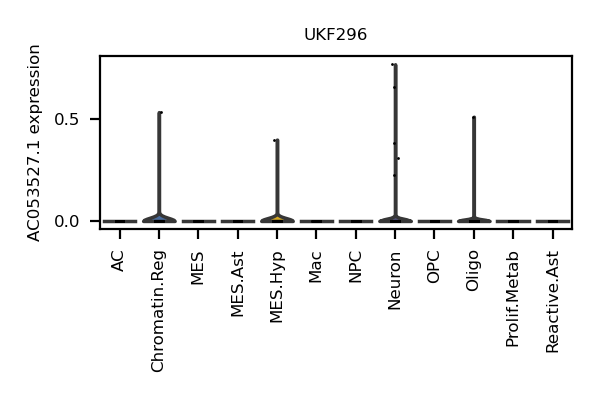 UKF296
AC053527.1 expression
0.5
0.0
AC
Chromatin.Reg
MES
MES.Ast
MES.Hyp
Mac
NPC
Neuron
OPC
Oligo
Prolif.Metab
Reactive.Ast